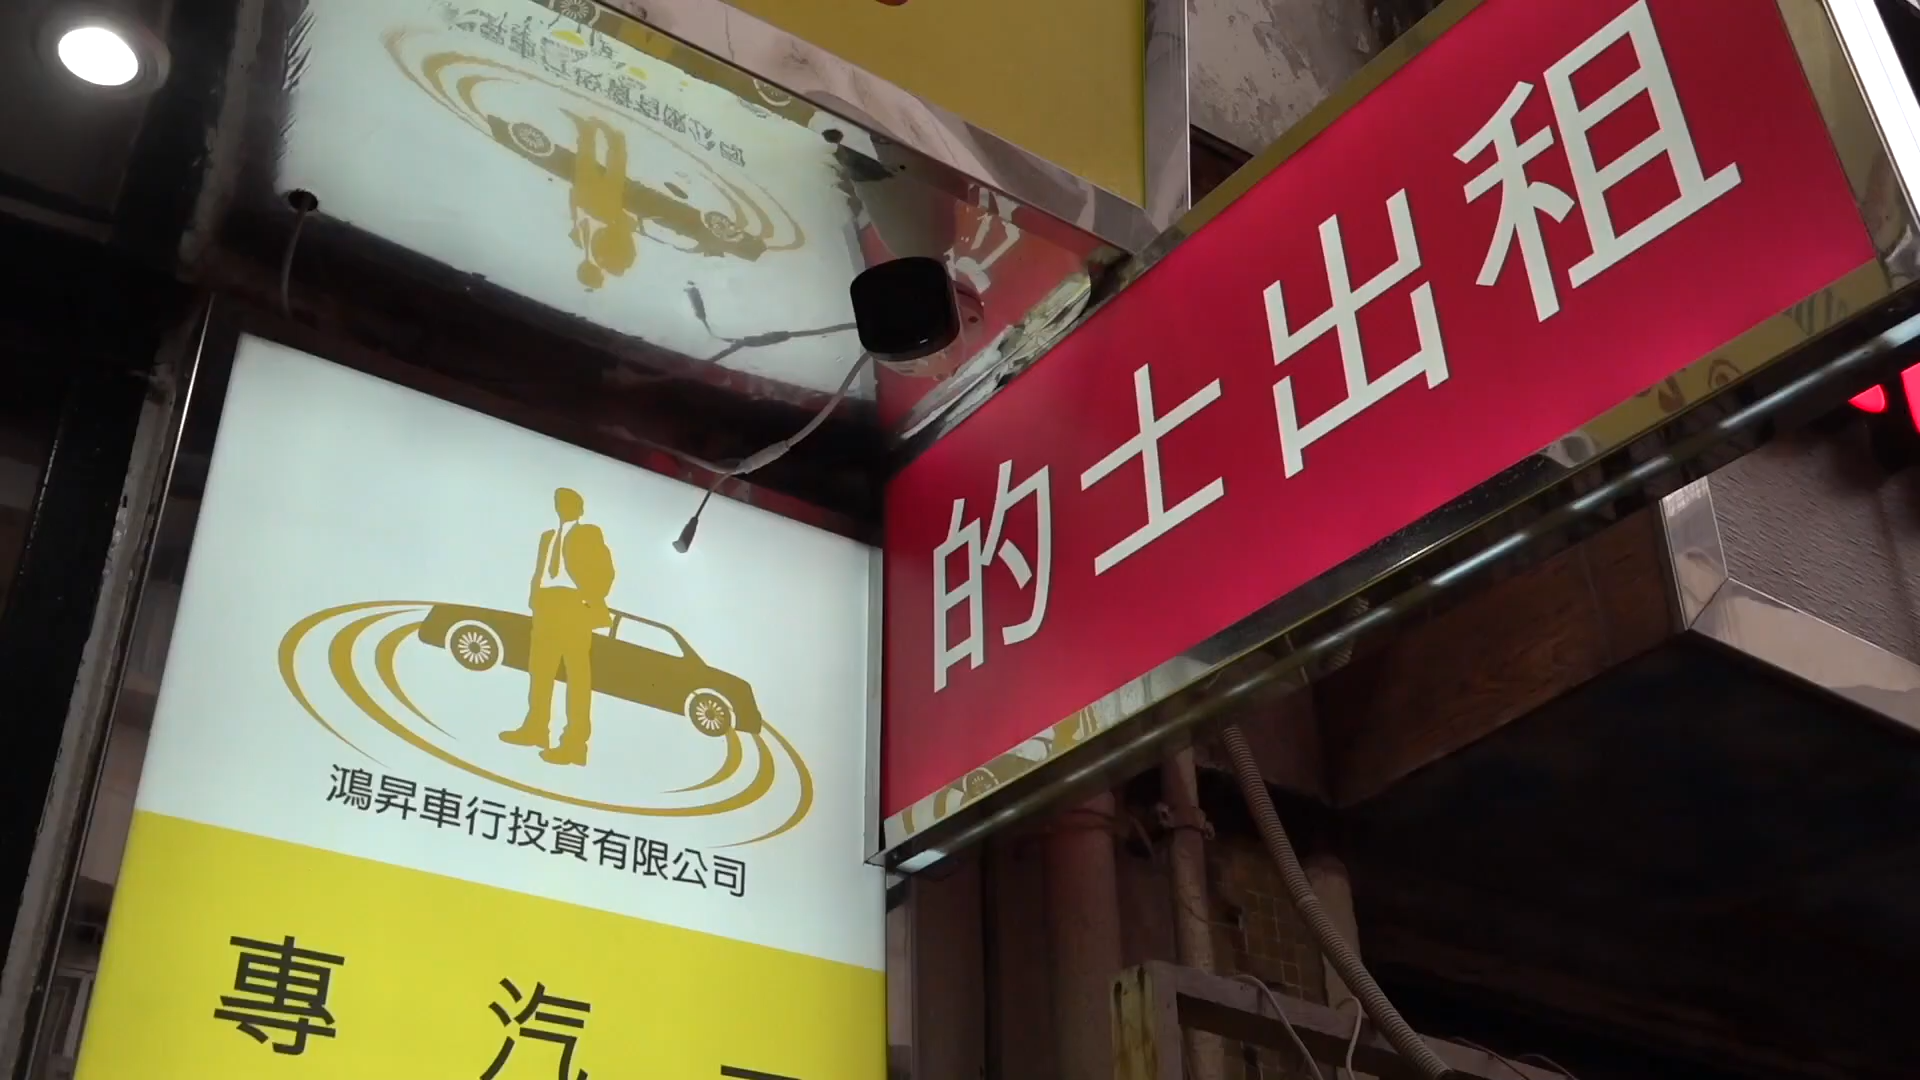 的士出租
鴻昇車行投資有限公司
專 汽